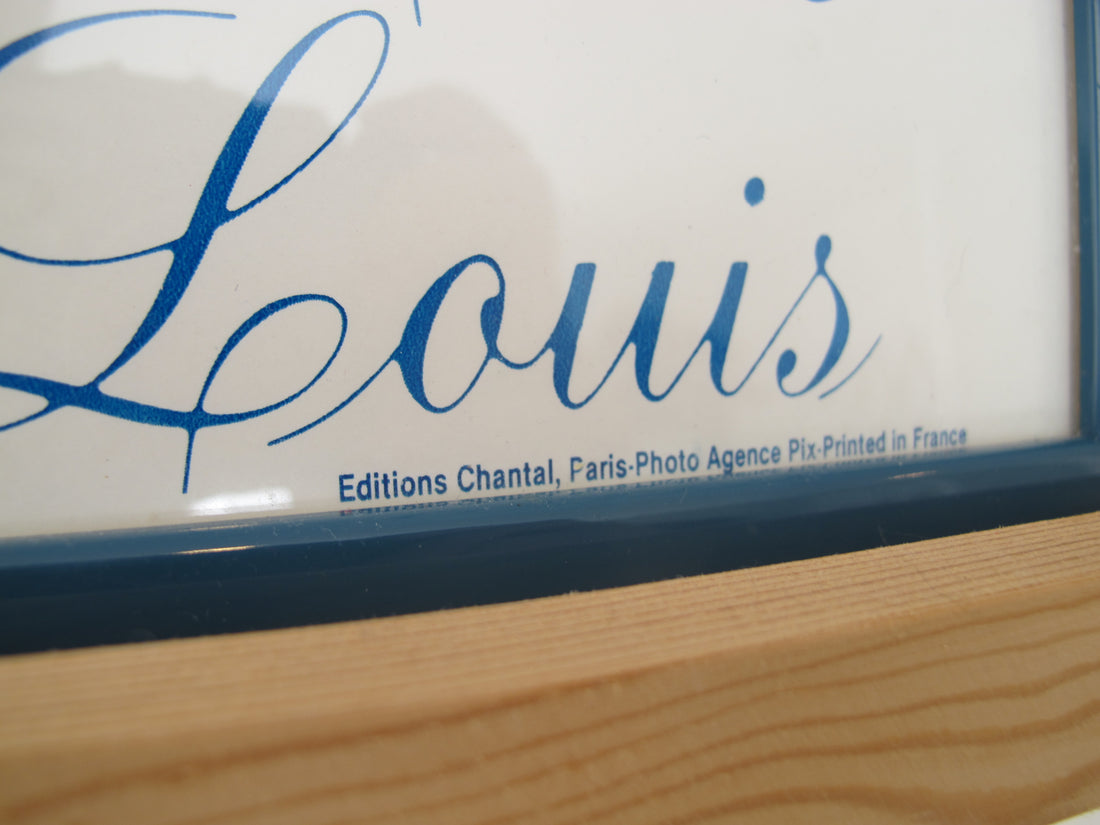 Louis
Editions Chantal, Paris-Photo Agence Pix-Printed in France